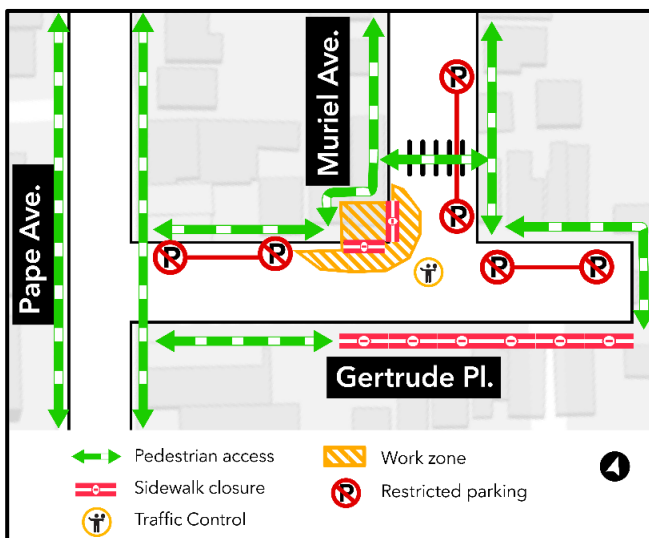 Muriel Ave.
Pape Ave.
P
P
P
P
P
P
Gertrude Pl.
Pedestrian access
Work zone
Sidewalk closure
P
Restricted parking
Traffic Control